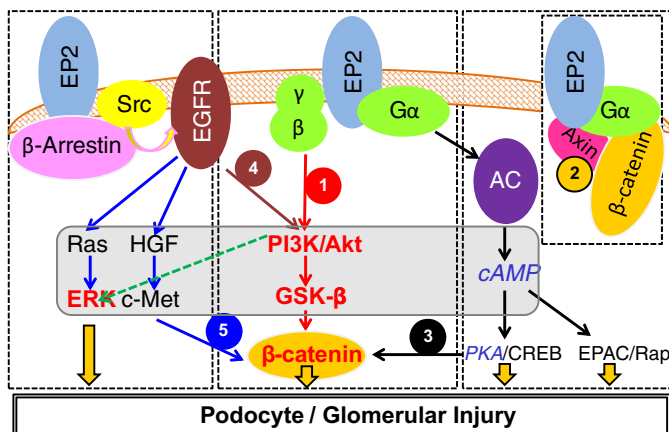 EP2
Src
β-Arrestin
EGFR
γ
β
EP2
Gα
AC
EP2
Gα
Axin
2
β-catenin
4
1
Ras
HGF
PI3K/Akt
cAMP
ERK
c-Met
GSK-β
5
β-catenin
3
PKA/CREB
EPAC/Rap
Podocyte / Glomerular Injury